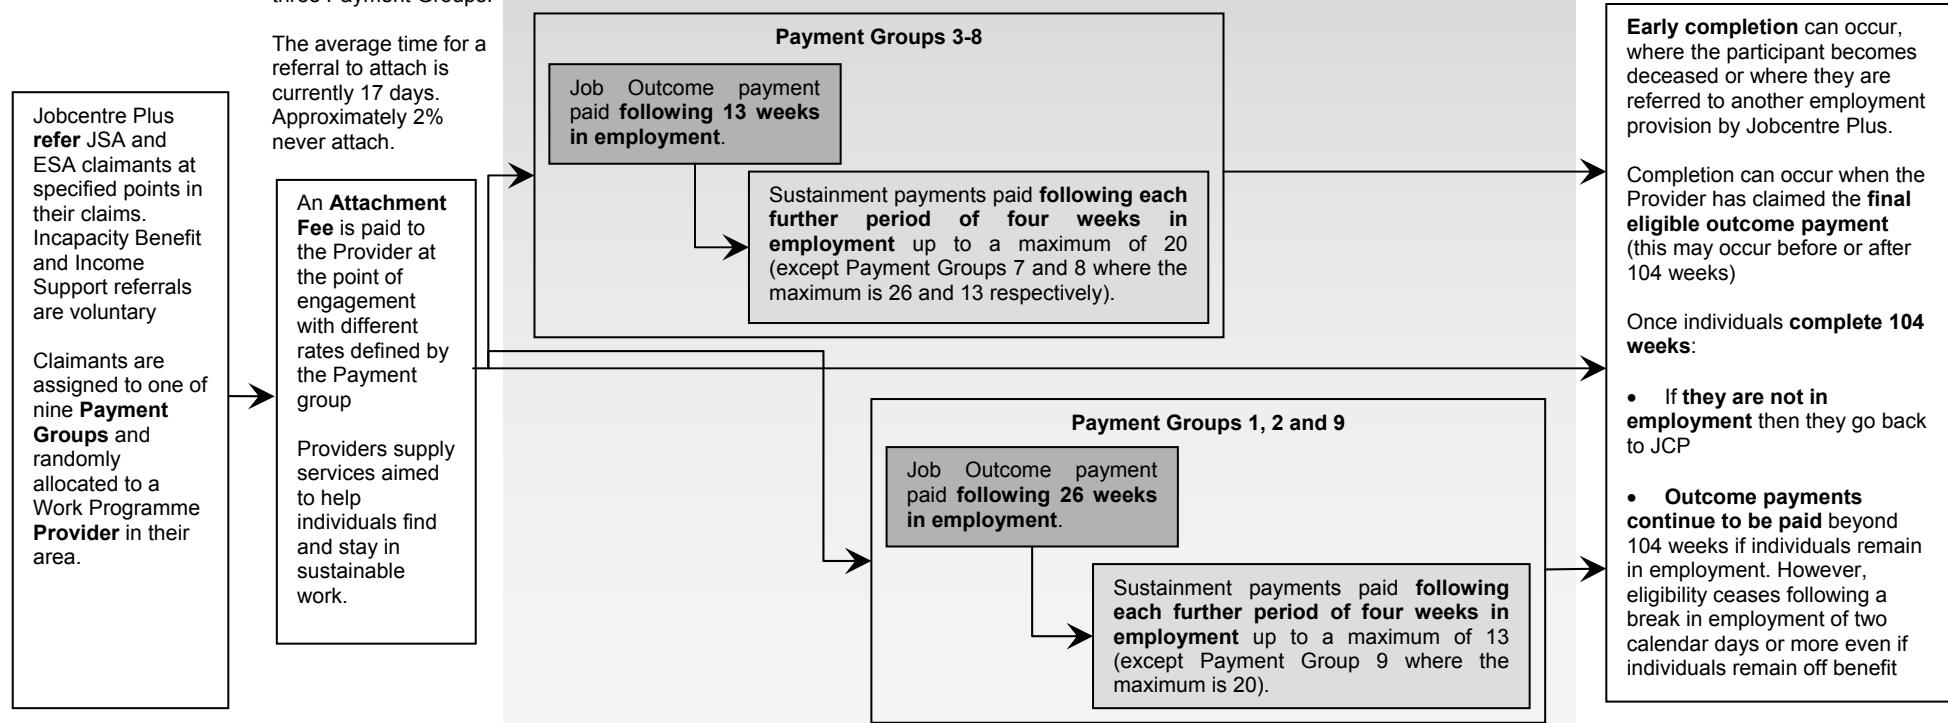 three Payment Groups.
The average time for a
referral to attach is
currently 17 days.
Approximately 2%
never attach.
Jobcentre Plus
refer JSA and
ESA claimants at
specified points in
their claims.
Incapacity Benefit
and Income
Support referrals
are voluntary
Claimants are
assigned to one of
nine Payment
Groups and
randomly
allocated to a
Work Programme
Provider in their
area.
An Attachment
Fee is paid to
the Provider at
the point of
engagement
with different
rates defined by
the Payment
group
Providers supply
services aimed
to help
individuals find
and stay in
sustainable
work.
Payment Groups 3-8
Job Outcome payment
paid following 13 weeks
in employment.
Sustainment payments paid following each
further period of four weeks in
employment up to a maximum of 20
(except Payment Groups 7 and 8 where the
maximum is 26 and 13 respectively).
Payment Groups 1, 2 and 9
Job Outcome payment
paid following 26 weeks
in employment.
Sustainment payments paid following
each further period of four weeks in
employment up to a maximum of 13
(except Payment Group 9 where the
maximum is 20).
Early completion can occur,
where the participant becomes
deceased or where they are
referred to another employment
provision by Jobcentre Plus.
Completion can occur when the
Provider has claimed the final
eligible outcome payment
(this may occur before or after
104 weeks)
Once individuals complete 104
weeks:
• If they are not in
employment then they go back
to JCP
• Outcome payments
continue to be paid beyond
104 weeks if individuals remain
in employment. However,
eligibility ceases following a
break in employment of two
calendar days or more even if
individuals remain off benefit